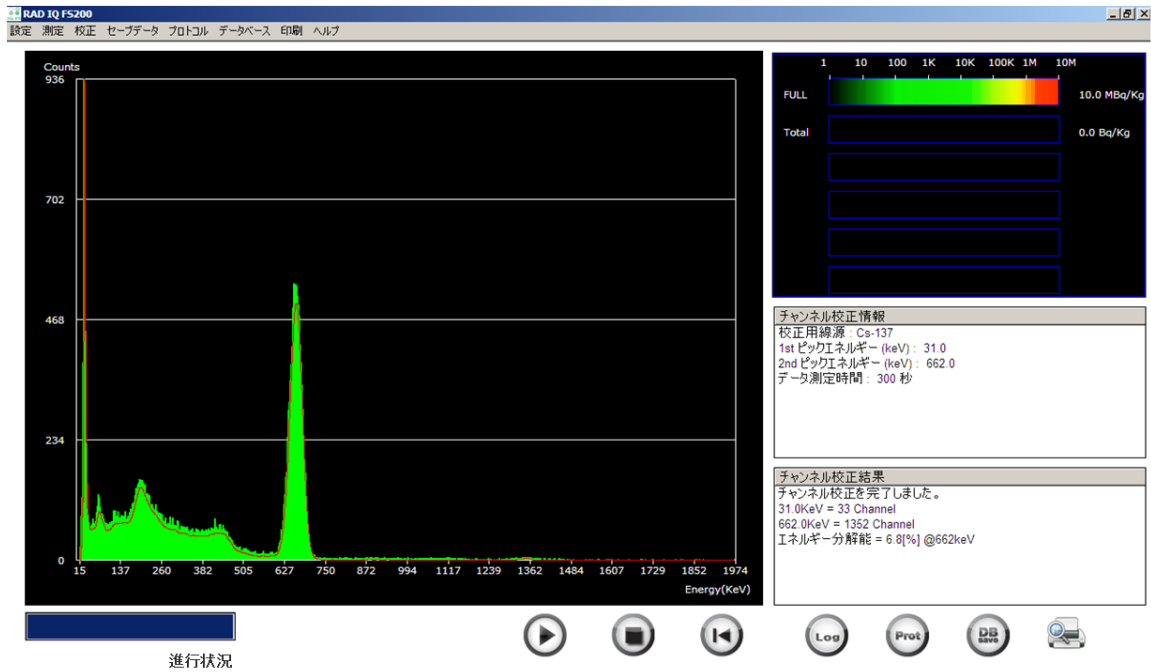 RAD IQ FS200
設定 測定 校正 セーブデータ プロトコル データベース 印刷 ヘルプ
Counts
936
702
468
234
0
15 137 260 382 505 627 750 872 994 1117 1239 1362 1484 1607 1729 1852 1974
Energy(KeV)
1 10 100 1K 10K 100K 1M 10M
FULL 10.0 MBq/Kg
Total 0.0 Bq/Kg
チャンネル校正情報
校正用線源 : Cs-137
1st ピックエネルギー (keV) : 31.0
2nd ピックエネルギー (keV) : 662.0
データ測定時間 : 300 秒
チャンネル校正結果
チャンネル校正を完了しました。
31.0KeV = 33 Channel
662.0KeV = 1352 Channel
エネルギー分解能 = 6.8[%] @662keV
Log Prot DB save
進行状況